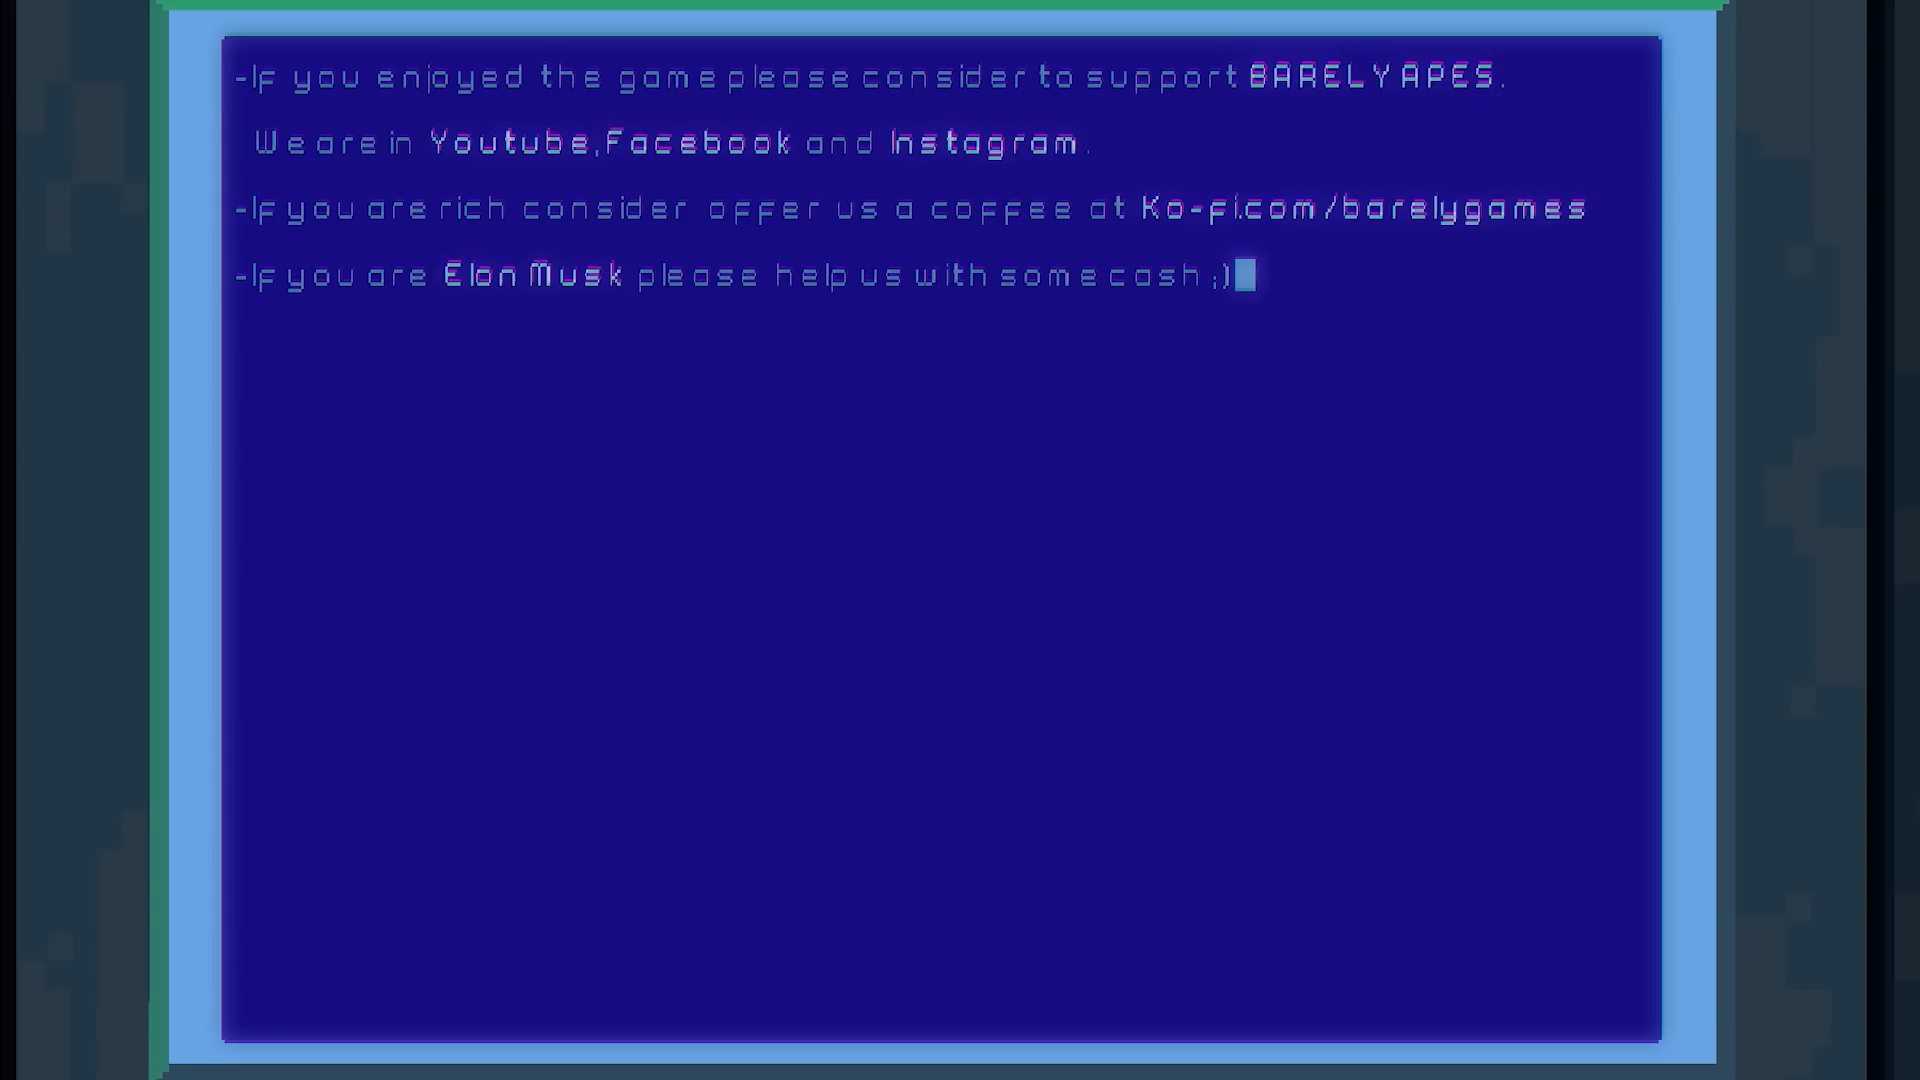 -If you enjoyed the game please consider to support BARELY APES.
We are in Youtube,Facebook and Instagram.
-If you are rich consider offer us a coffee at Ko-fi.com/barelygames
-If you are Elon Musk please help us with some cash ;)